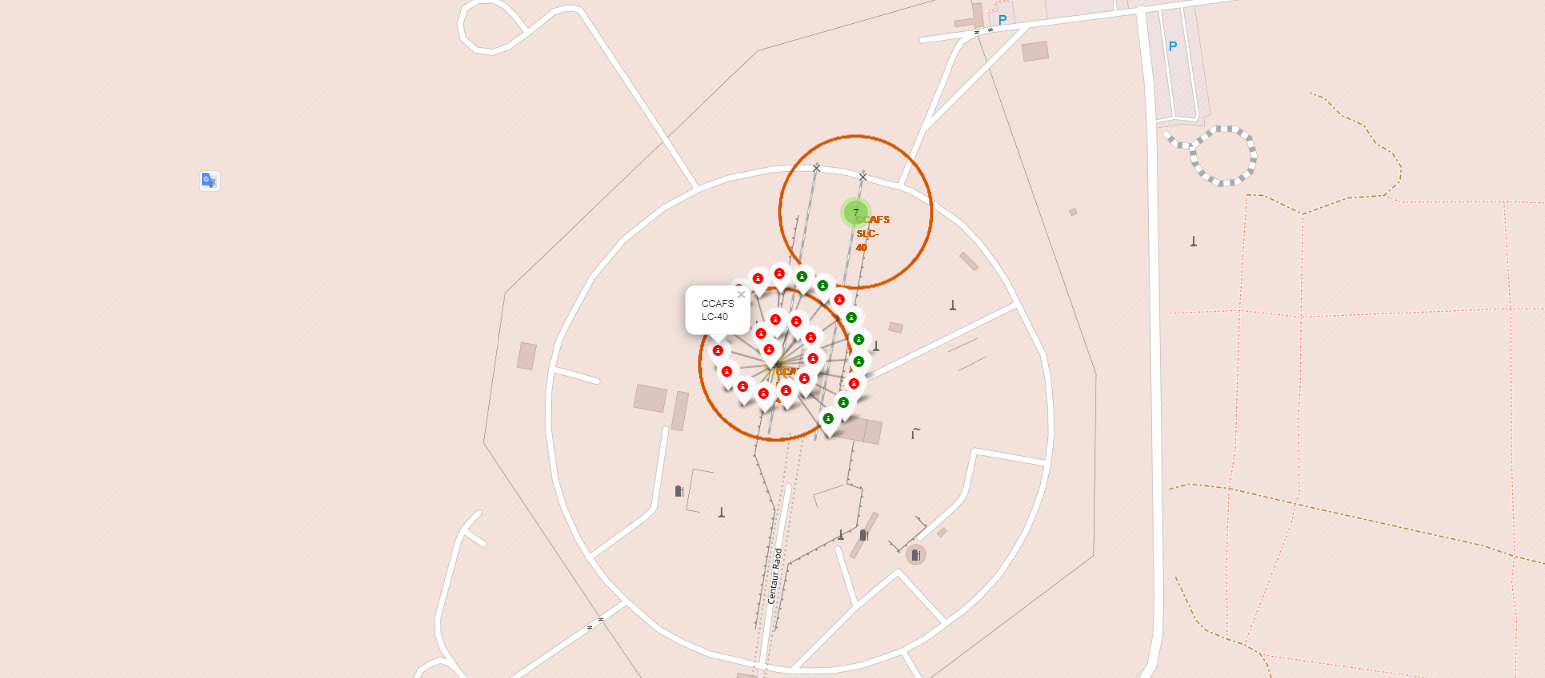 P
P
7
CCAFS
SLC-
40
CCAFS
LC-40
Centaur Raod